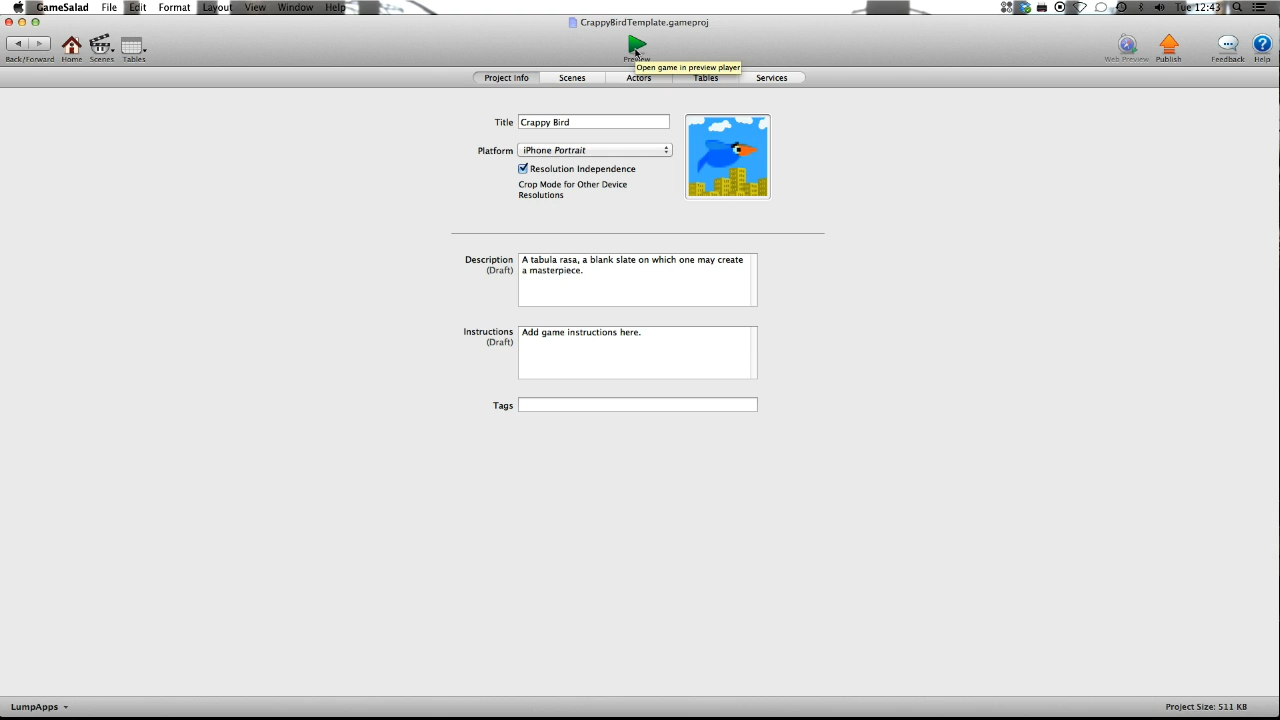 GameSalad File Edit Format Layout View Window Help Tue 12:43
CrappyBirdTemplate.gameproj
Back/Forward Home Scenes Tables Preview Web Preview Publish Feedback Help
Open game in preview player
Project Info Scenes Actors Tables Services
Title Crappy Bird
Platform iPhone Portrait
Resolution Independence
Crop Mode for Other Device
Resolutions
Description A tabula rasa, a blank slate on which one may create
(Draft) a masterpiece.
Instructions Add game instructions here.
(Draft)
Tags
LumpApps Project Size: 511 KB